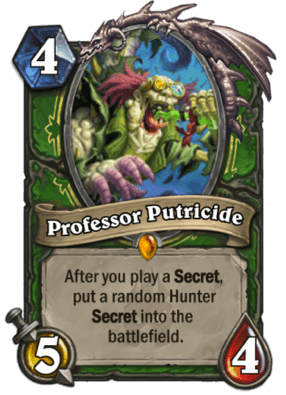 4
Professor Putricide
After you play a Secret,
put a random Hunter
Secret into the
battlefield.
5 4